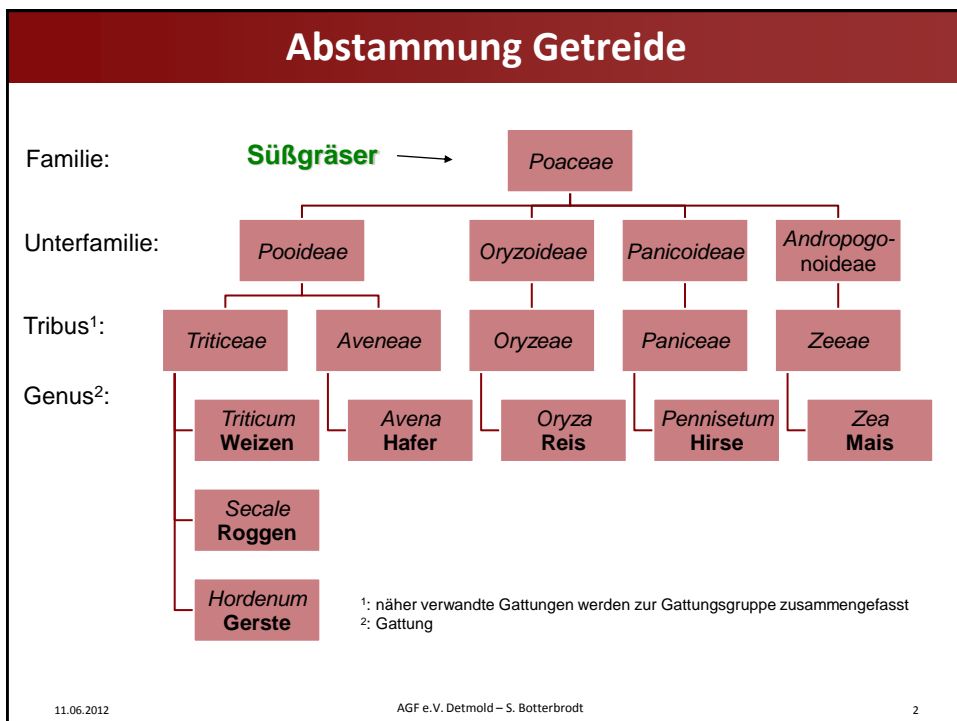 Abstammung Getreide
Familie:
Süßgräser
Poaceae
Unterfamilie:
Pooideae
Oryzoideae
Panicoideae
Andropogo-
noideae
Tribus¹:
Triticeae
Aveneae
Oryzeae
Paniceae
Zeeae
Genus²:
Triticum
Weizen
Avena
Hafer
Oryza
Reis
Pennisetum
Hirse
Zea
Mais
Secale
Roggen
Hordenum
Gerste
¹: näher verwandte Gattungen werden zur Gattungsgruppe zusammengefasst
²: Gattung
11.06.2012
AGF e.V. Detmold – S. Botterbrodt
2